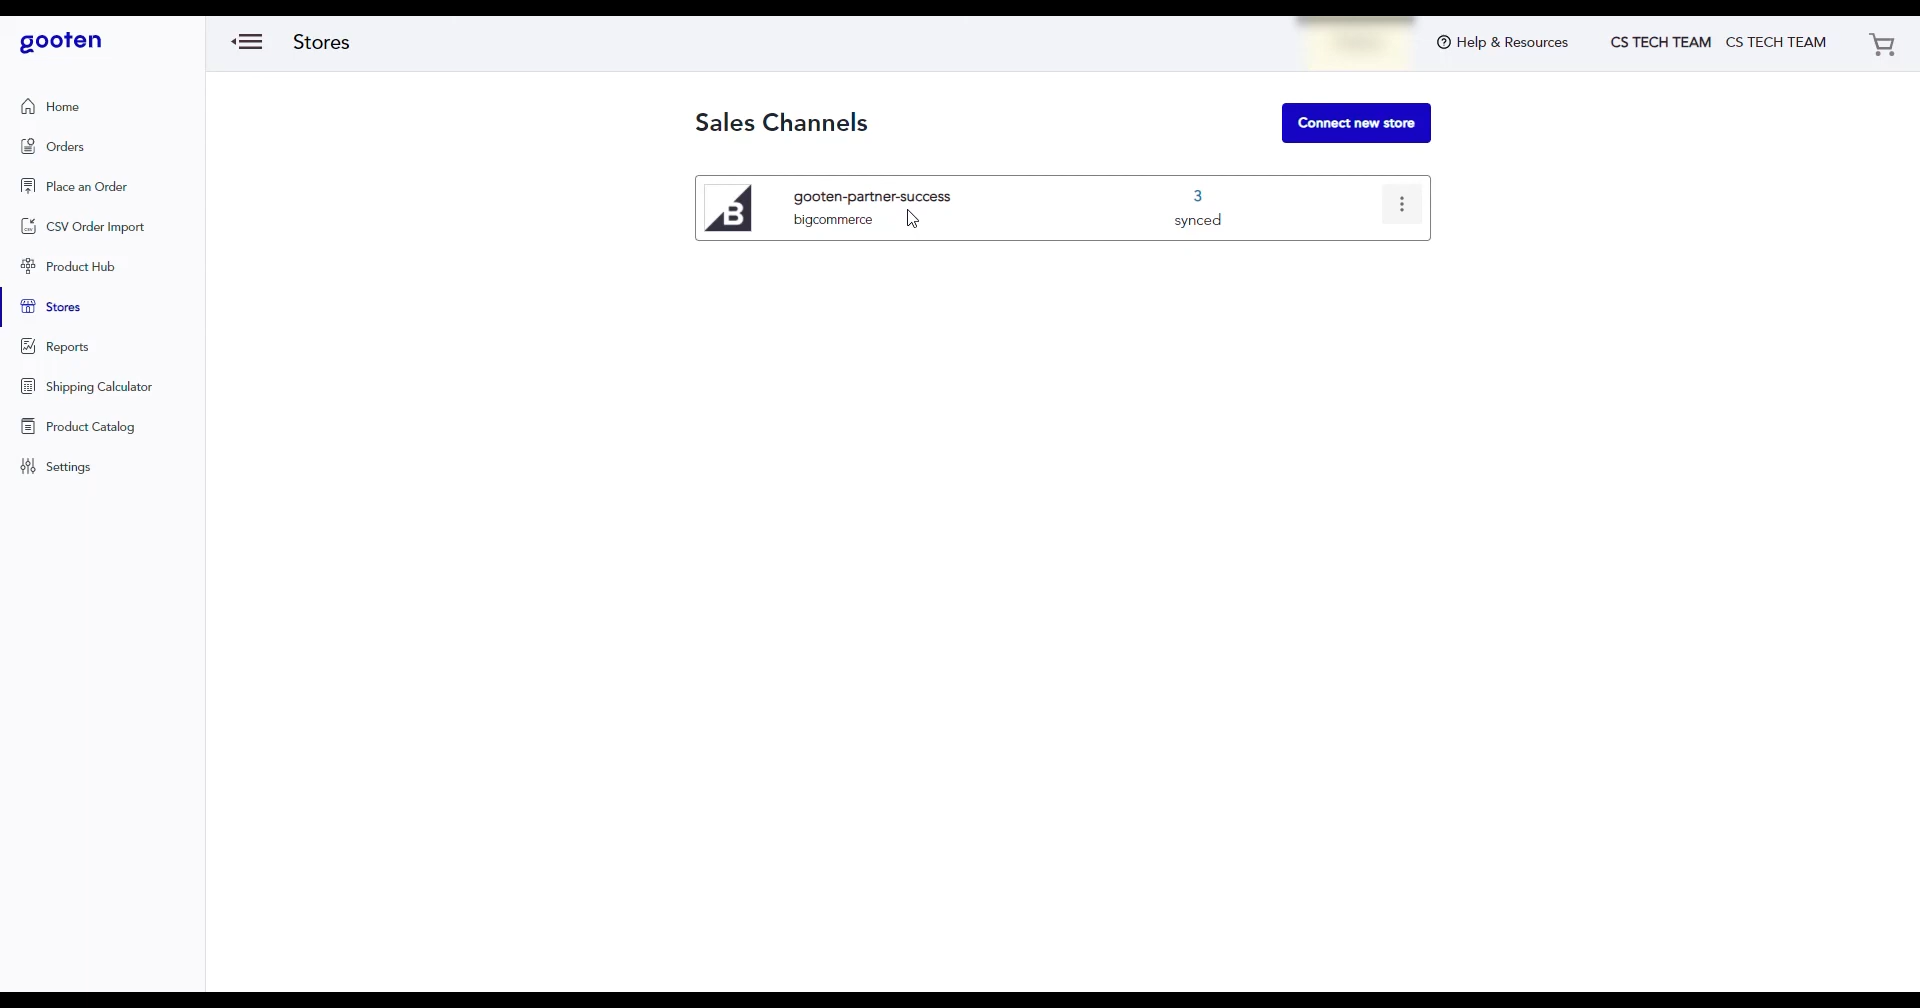 gooten
Stores
Help & Resources
CS TECH TEAM CS TECH TEAM
Home
Orders
Place an Order
CSV Order Import
Product Hub
Stores
Reports
Shipping Calculator
Product Catalog
Settings
Sales Channels
Connect new store
B
gooten-partner-success
bigcommerce
3
synced